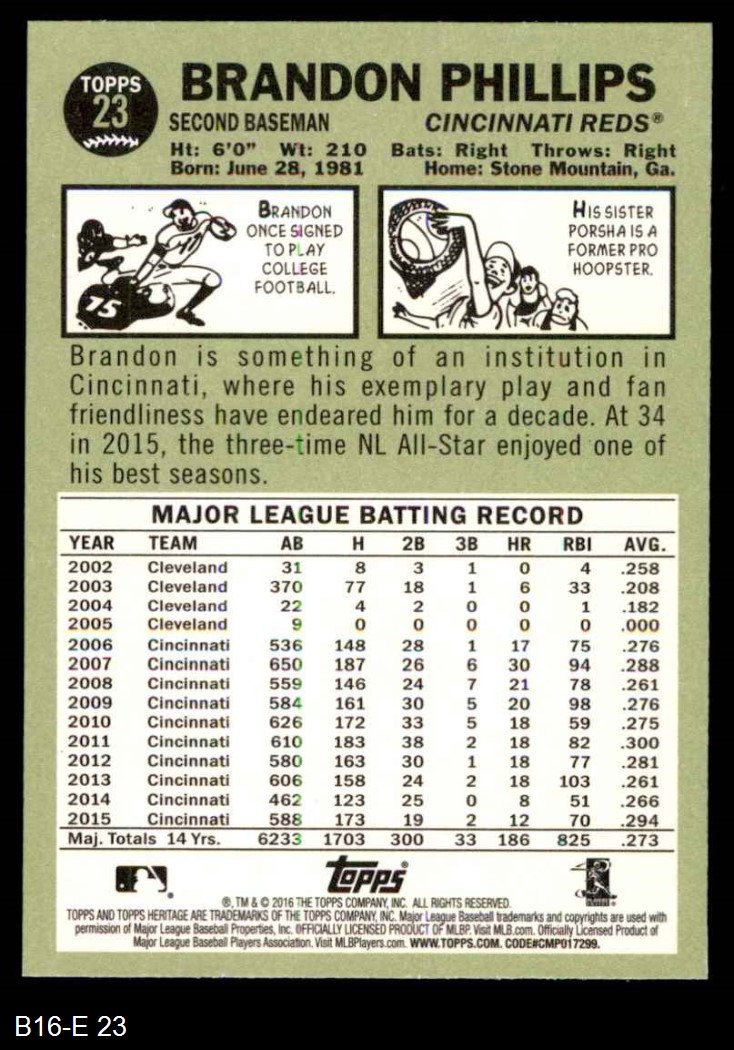 TOPPS
23
BRANDON PHILLIPS
SECOND BASEMAN CINCINNATI REDS®
Ht: 6'0" Wt: 210 Bats: Right Throws: Right
Born: June 28, 1981 Home: Stone Mountain, Ga.
BRANDON
ONCE SIGNED
TO PLAY
COLLEGE
FOOTBALL.
75
HIS SISTER
PORSHA IS A
FORMER PRO
HOOPSTER.
Brandon is something of an institution in
Cincinnati, where his exemplary play and fan
friendliness have endeared him for a decade. At 34
in 2015, the three-time NL All-Star enjoyed one of
his best seasons.
MAJOR LEAGUE BATTING RECORD
YEAR TEAM AB H 2B 3B HR RBI AVG.
2002 Cleveland 31 8 3 1 0 4 .258
2003 Cleveland 370 77 18 1 6 33 .208
2004 Cleveland 22 4 2 0 0 1 .182
2005 Cleveland 9 0 0 0 0 0 .000
2006 Cincinnati 536 148 28 1 17 75 .276
2007 Cincinnati 650 187 26 6 30 94 .288
2008 Cincinnati 559 146 24 7 21 78 .261
2009 Cincinnati 584 161 30 5 20 98 .276
2010 Cincinnati 626 172 33 5 18 59 .275
2011 Cincinnati 610 183 38 2 18 82 .300
2012 Cincinnati 580 163 30 1 18 77 .281
2013 Cincinnati 606 158 24 2 18 103 .261
2014 Cincinnati 462 123 25 0 8 51 .266
2015 Cincinnati 588 173 19 2 12 70 .294
Maj. Totals 14 Yrs. 6233 1703 300 33 186 825 .273
topps®
®, TM & © 2016 THE TOPPS COMPANY, INC. ALL RIGHTS RESERVED.
TOPPS AND TOPPS HERITAGE ARE TRADEMARKS OF THE TOPPS COMPANY, INC. Major League Baseball trademarks and copyrights are used with
permission of Major League Baseball Properties, Inc. OFFICIALLY LICENSED PRODUCT OF MLBP. Visit MLB.com. Officially Licensed Product of
Major League Baseball Players Association. Visit MLBPlayers.com. WWW.TOPPS.COM. CODE#CMP017299.
B16-E 23